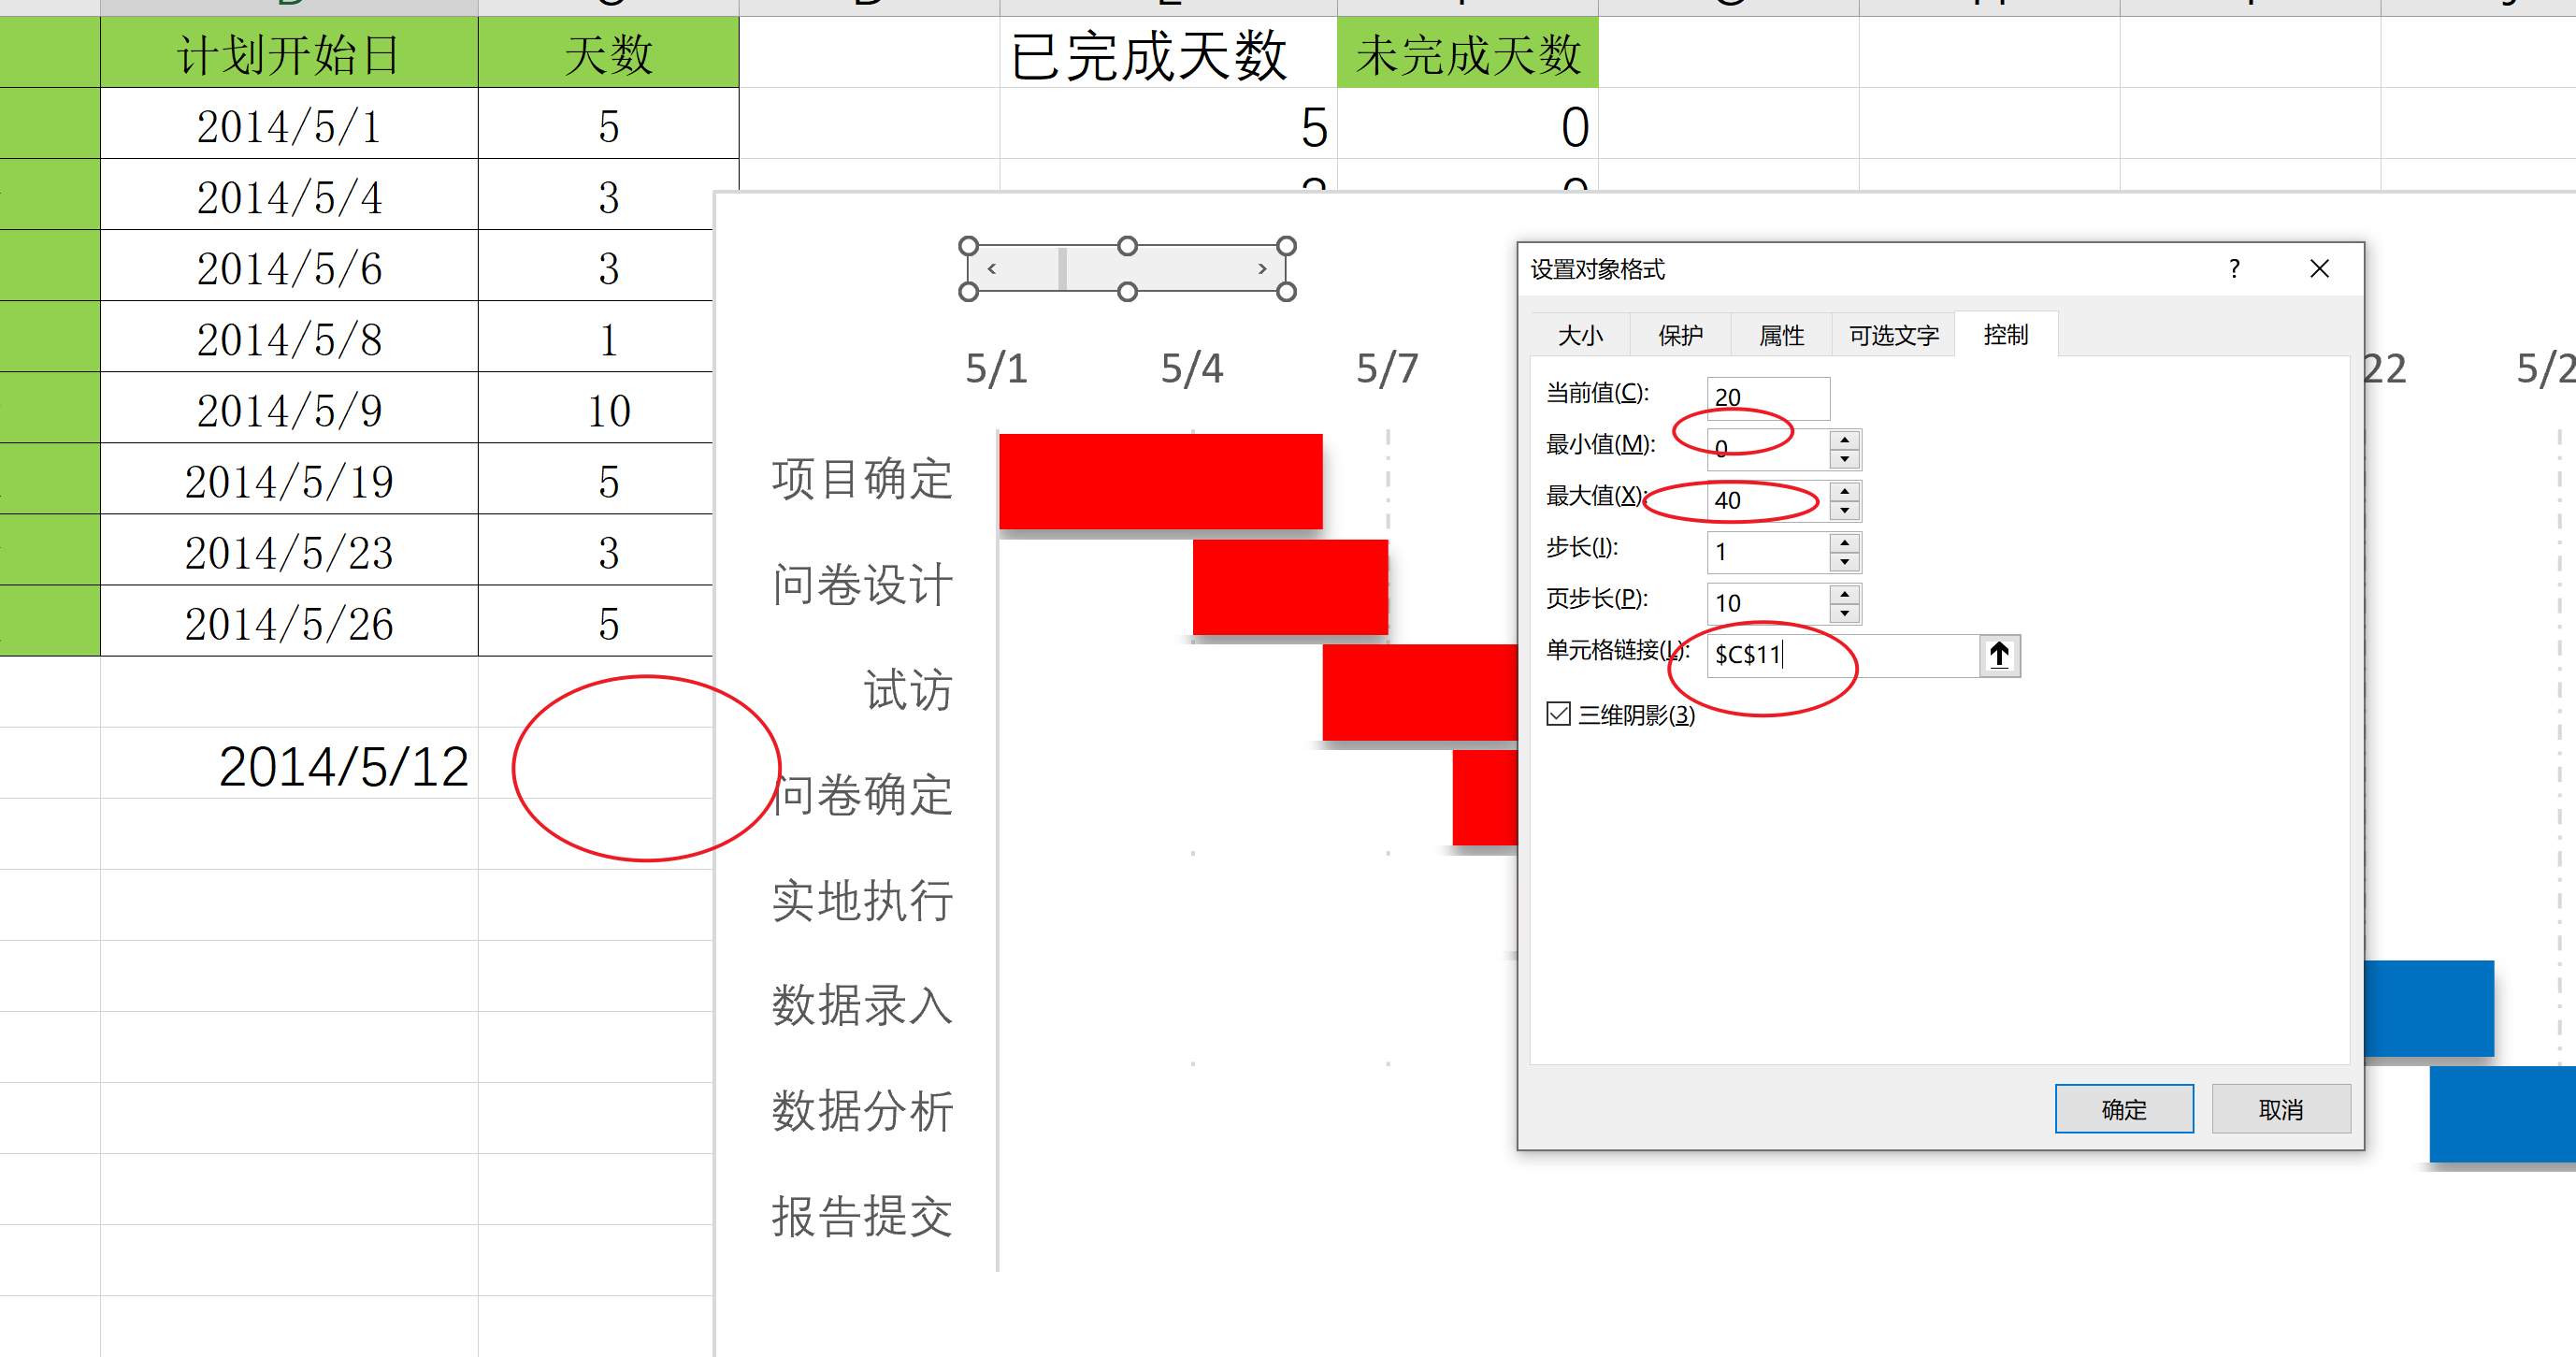 计划开始日 天数 已完成天数 未完成天数
2014/5/1 5 5 0
2014/5/4 3
2014/5/6 3
2014/5/8 1
2014/5/9 10
2014/5/19 5
2014/5/23 3
2014/5/26 5
2014/5/12
5/1 5/4 5/7 22 5/2
项目确定
问卷设计
试访
问卷确定
实地执行
数据录入
数据分析
报告提交
设置对象格式 ?
大小 保护 属性 可选文字 控制
当前值(C): 20
最小值(M): 0
最大值(X): 40
步长(I): 1
页步长(P): 10
单元格链接(L): $C$11
三维阴影(3)
确定 取消